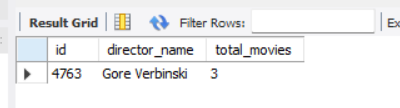 Result Grid Filter Rows: Ex
id director_name total_movies
4763 Gore Verbinski 3